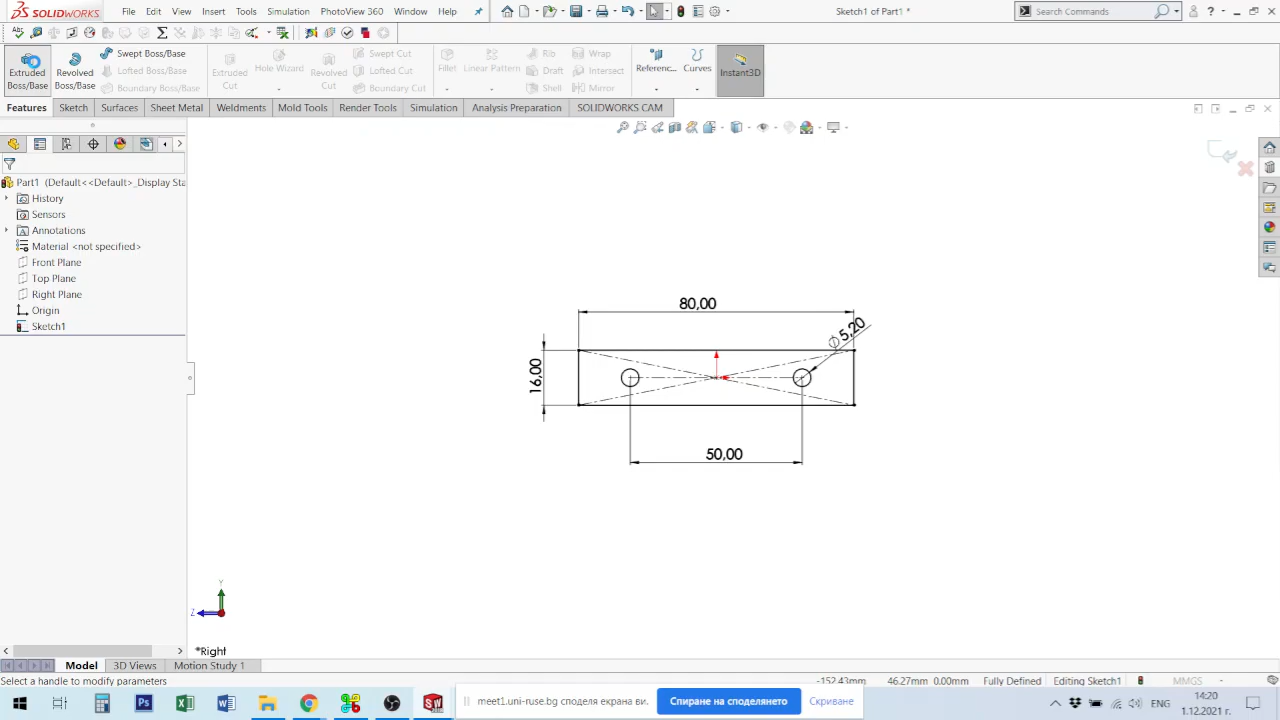 SOLIDWORKS File Edit View Insert Tools Simulation PhotoView 360 Window Help Sketch1 of Part1 * Search Commands
Extruded Boss/Base
Revolved Boss/Base
Swept Boss/Base
Lofted Boss/Base
Boundary Boss/Base
Extruded Cut
Hole Wizard
Revolved Cut
Swept Cut
Lofted Cut
Boundary Cut
Fillet
Linear Pattern
Rib
Draft
Shell
Wrap
Intersect
Mirror
Referenc...
Curves
Instant3D
Features Sketch Surfaces Sheet Metal Weldments Mold Tools Render Tools Simulation Analysis Preparation SOLIDWORKS CAM
Part1 (Default<<Default>_Display Sta
History
Sensors
Annotations
Material <not specified>
Front Plane
Top Plane
Right Plane
Origin
Sketch1
80,00
∅5,20
16,00
50,00
Y
Z
*Right
Model 3D Views Motion Study 1
Select a handle to modify parameters -152.43mm 46.27mm 0.00mm Fully Defined Editing Sketch1 MMGS
meet1.uni-ruse.bg споделя екрана ви. Спиране на споделянето Скриване
ENG 14:20
1.12.2021 г.